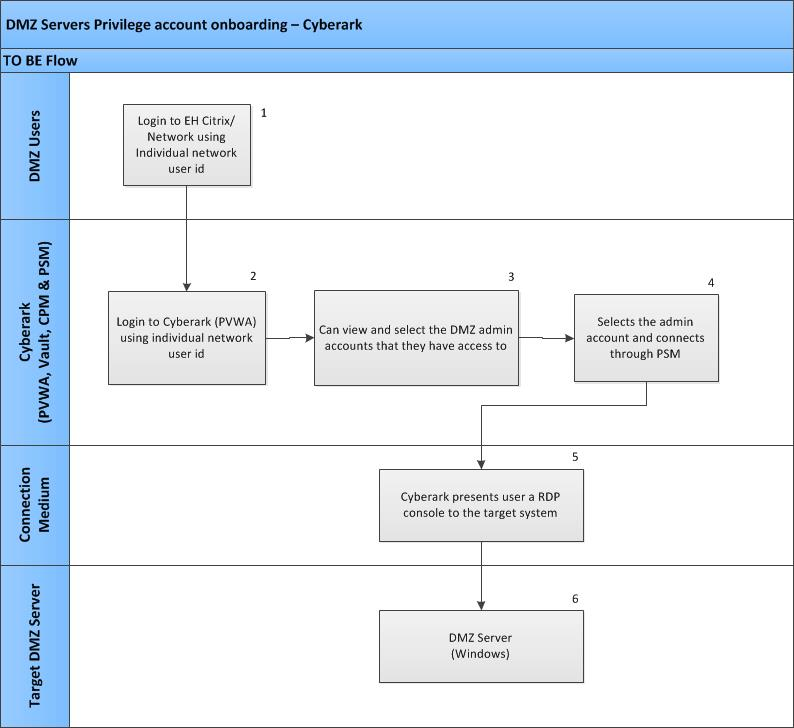 DMZ Servers Privilege account onboarding – Cyberark
TO BE Flow
DMZ Users
1
Login to EH Citrix/
Network using
Individual network
user id
Cyberark
(PVWA, Vault, CPM & PSM)
2
Login to Cyberark (PVWA)
using individual network
user id
3
Can view and select the DMZ admin
accounts that they have access to
4
Selects the admin
account and connects
through PSM
Connection
Medium
5
Cyberark presents user a RDP
console to the target system
Target DMZ Server
6
DMZ Server
(Windows)